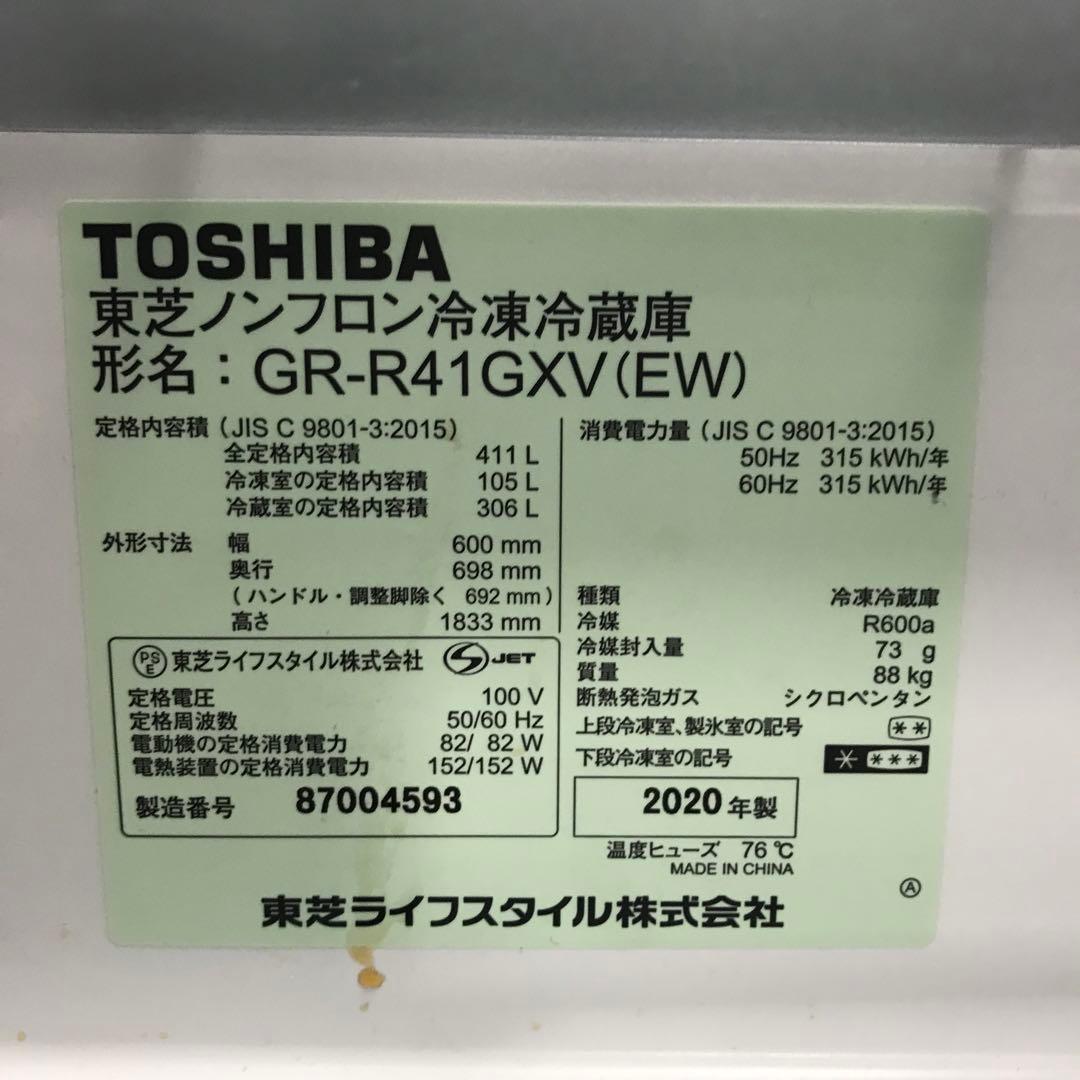 TOSHIBA
東芝ノンフロン冷凍冷蔵庫
形名：GR-R41GXV(EW)
定格内容積（JIS C 9801-3:2015）
全定格内容積 411 L
冷凍室の定格内容積 105 L
冷蔵室の定格内容積 306 L
外形寸法 幅 600 mm
奥行 698 mm
（ハンドル・調整脚除く 692 mm）
高さ 1833 mm
消費電力量（JIS C 9801-3:2015）
50Hz 315 kWh/年
60Hz 315 kWh/年
種類 冷凍冷蔵庫
冷媒 R600a
冷媒封入量 73 g
質量 88 kg
断熱発泡ガス シクロペンタン
上段冷凍室、製氷室の記号 **
下段冷凍室の記号 * ***
PSE 東芝ライフスタイル株式会社 S JET
定格電圧 100 V
定格周波数 50/60 Hz
電動機の定格消費電力 82/ 82 W
電熱装置の定格消費電力 152/152 W
製造番号 87004593
2020年製
温度ヒューズ 76℃
MADE IN CHINA
A
東芝ライフスタイル株式会社